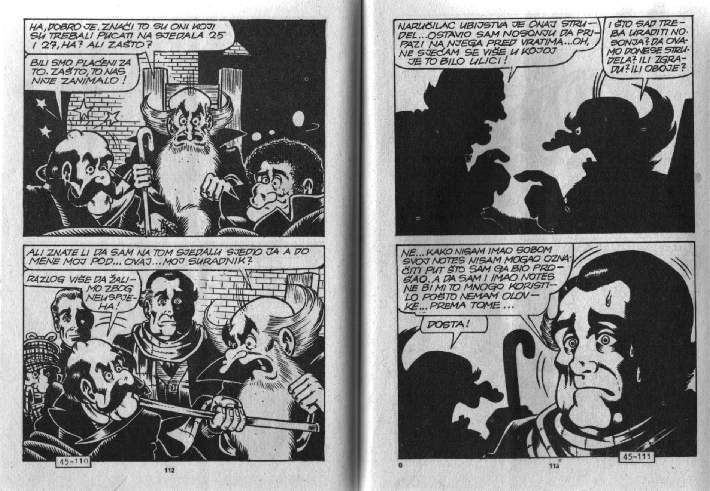 HA, DOBRO JE, ZNAČI TO SU ONI KOJI
SU TREBALI PUCATI NA SJEDALA 25
I 27, HA? ALI ZAŠTO?
BILI SMO PLAĆENI ZA
TO. ZAŠTO, TO NAS
NIJE ZANIMALO!
ALI ZNATE LI DA SAM NA TOM SJEDALU SJEDIO JA A DO
MENE MOJ POD... OVAJ... MOJ SURADNIK?
RAZLOG VIŠE DA ŽALI-
MO ZBOG
NEUSPJE-
HA!
45-110
112
NARUČILAC UBIJSTVA JE ONAJ ŠTRU-
DEL... OSTAVIO SAM NOSONJU DA PRI-
PAZI NA NJEGA PRED VRATIMA... OH,
NE SJEĆAM SE VIŠE U KOJOJ
JE TO BILO ULICI!
I ŠTO SAD TRE-
BA URADITI NO-
SONJA? DA OVA-
MO DONESE ŠTRU-
DELA? ILI ZGRA-
DU? ILI OBOJE?
NE... KAKO NISAM IMAO SOBOM
SVOJ NOTES NISAM MOGAO OZNA-
ČITI PUT ŠTO SAM GA BIO PRO-
ŠAO, A DA SAM I IMAO NOTES
NE BI MI TO MNOGO KORISTI-
LO POŠTO NEMAM OLOV-
KE... PREMA TOME...
DOSTA!
45-111
113